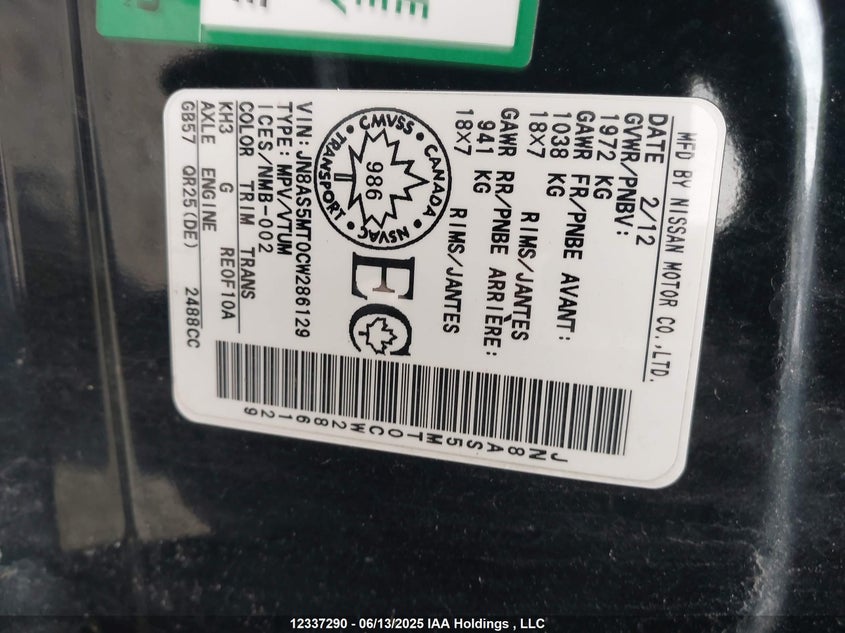 MFD BY NISSAN MOTOR CO.,LTD.
DATE 2/12
GVWR/PNBV:
1972 KG
GAWR FR/PNBE AVANT:
1038 KG RIMS/JANTES
18X7
GAWR RR/PNBE ARRIÈRE:
941 KG RIMS/JANTES
18X7
CMVSS • CANADA • NSVAC • TRANSPORT •
986
EC
VIN: JN8AS5MT0CW286129
TYPE: MPV/VTUM
ICES/NMB-002
COLOR TRIM TRANS
KH3 G RE0F10A
AXLE ENGINE
GB57 QR25(DE) 2488CC
JN8AS5MT0CW286129
12337290 - 06/13/2025 IAA Holdings , LLC